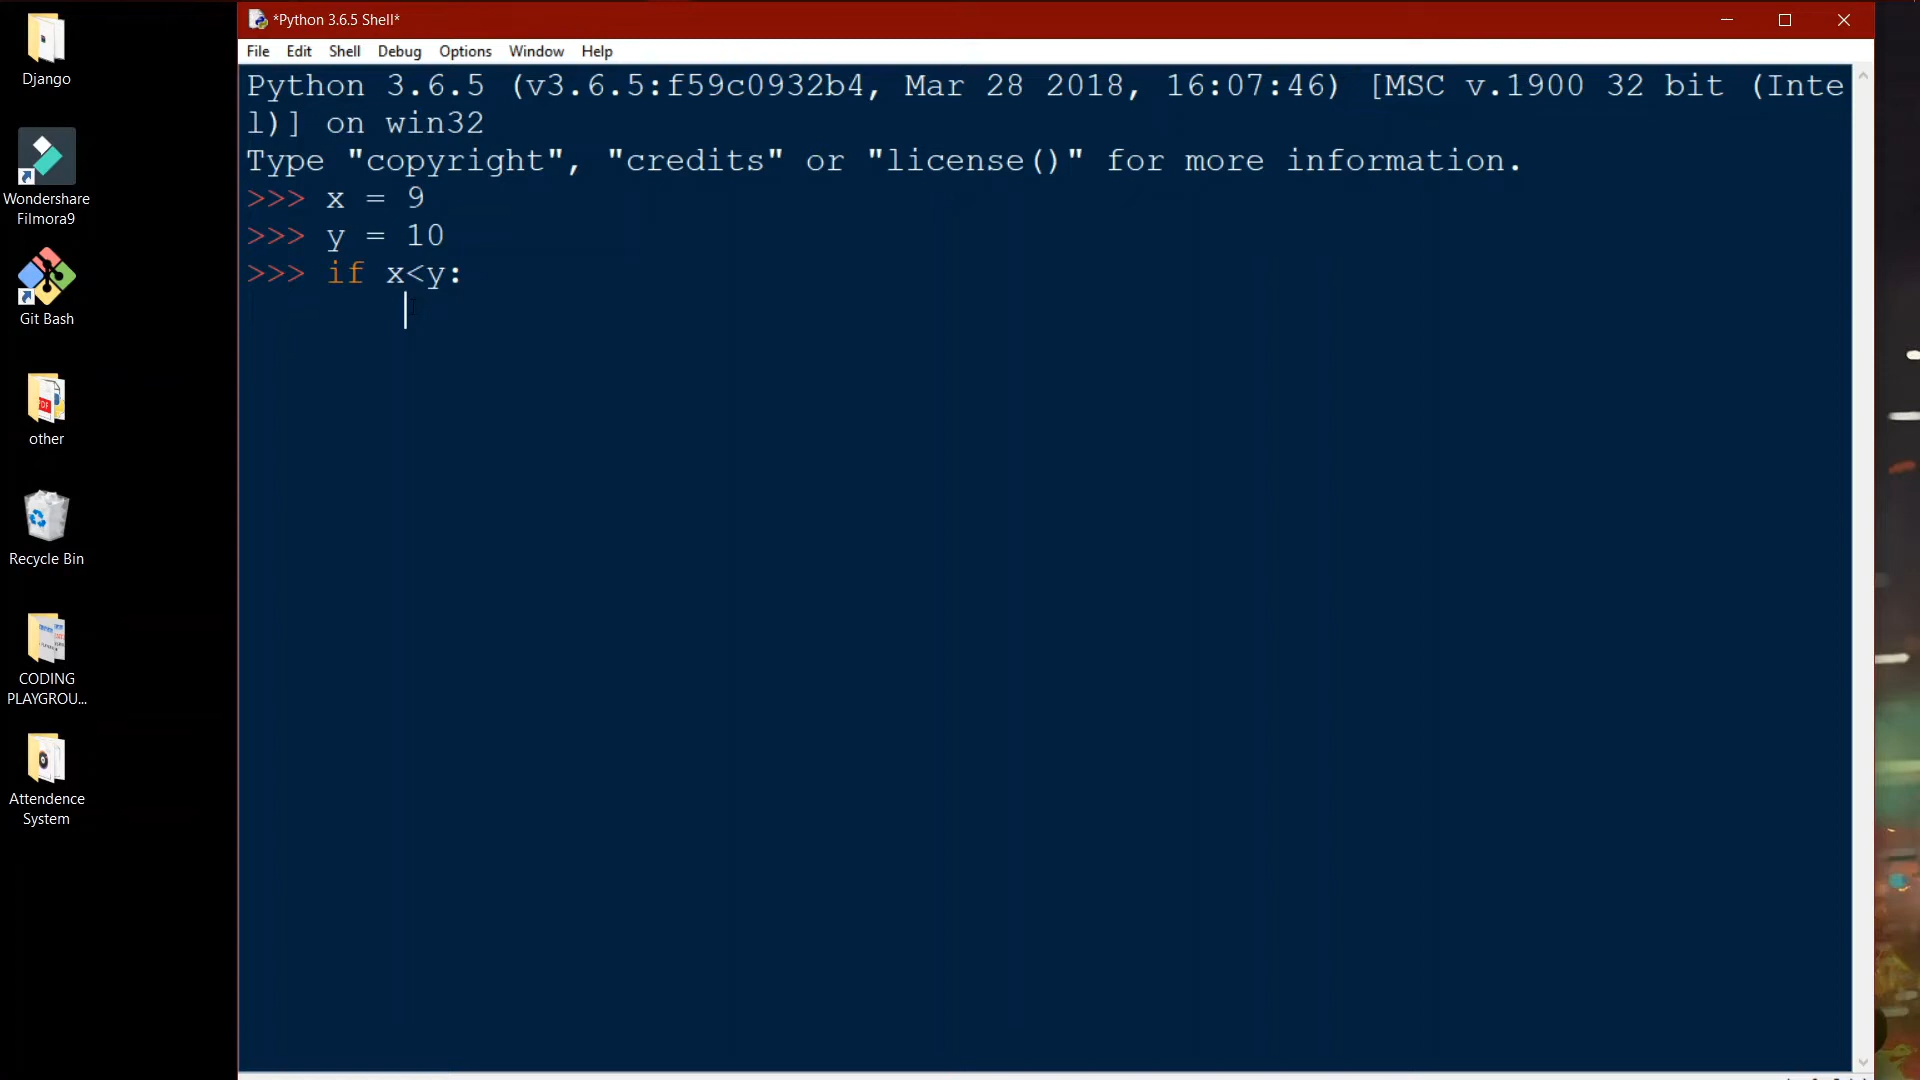 *Python 3.6.5 Shell*
File Edit Shell Debug Options Window Help
Python 3.6.5 (v3.6.5:f59c0932b4, Mar 28 2018, 16:07:46) [MSC v.1900 32 bit (Inte
l)] on win32
Type "copyright", "credits" or "license()" for more information.
>>> x = 9
>>> y = 10
>>> if x<y:
Django
Wondershare
Filmora9
Git Bash
other
Recycle Bin
CODING
PLAYGROU...
Attendence
System